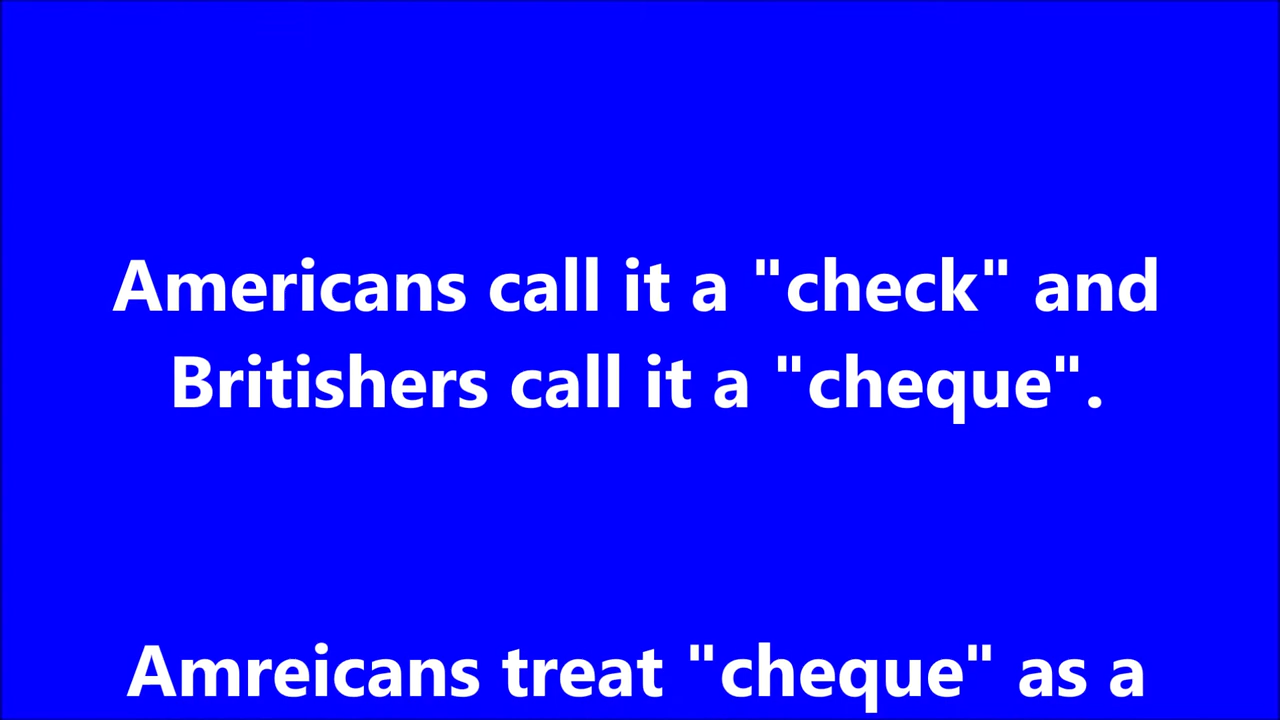 Americans call it a "check" and
Britishers call it a "cheque".
Amreicans treat "cheque" as a